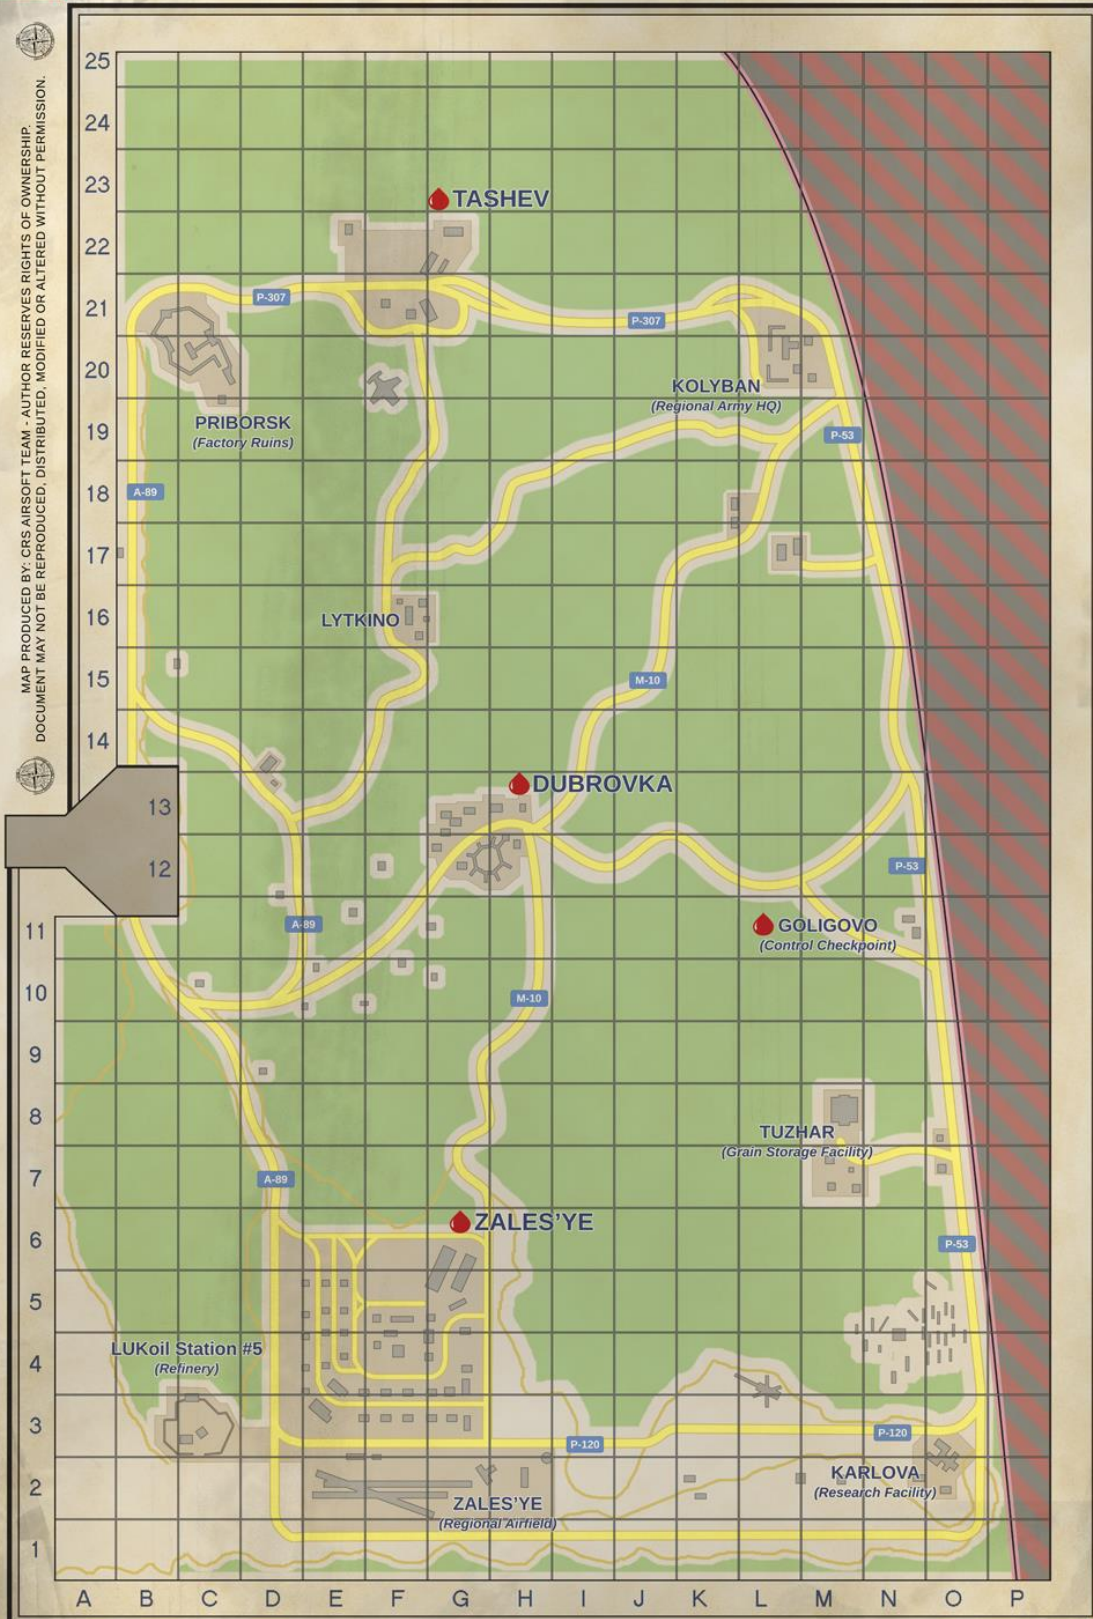 MAP PRODUCED BY: CRS AIRSOFT TEAM - AUTHOR RESERVES RIGHTS OF OWNERSHIP.
DOCUMENT MAY NOT BE REPRODUCED, DISTRIBUTED, MODIFIED OR ALTERED WITHOUT PERMISSION.
25
24
23
TASHEV
22
P-307
21
P-307
20
KOLYBAN
(Regional Army HQ)
PRIBORSK
(Factory Ruins)
19
P-53
18
A-89
17
16
LYTKINO
15
M-10
14
DUBROVKA
13
12
P-53
11
A-89
GOLIGOVO
(Control Checkpoint)
10
M-10
9
8
TUZHAR
(Grain Storage Facility)
7
A-89
ZALES'YE
6
P-53
5
4
LUKoil Station #5
(Refinery)
3
P-120
P-120
2
KARLOVA
(Research Facility)
ZALES'YE
(Regional Airfield)
1
A B C D E F G H I J K L M N O P